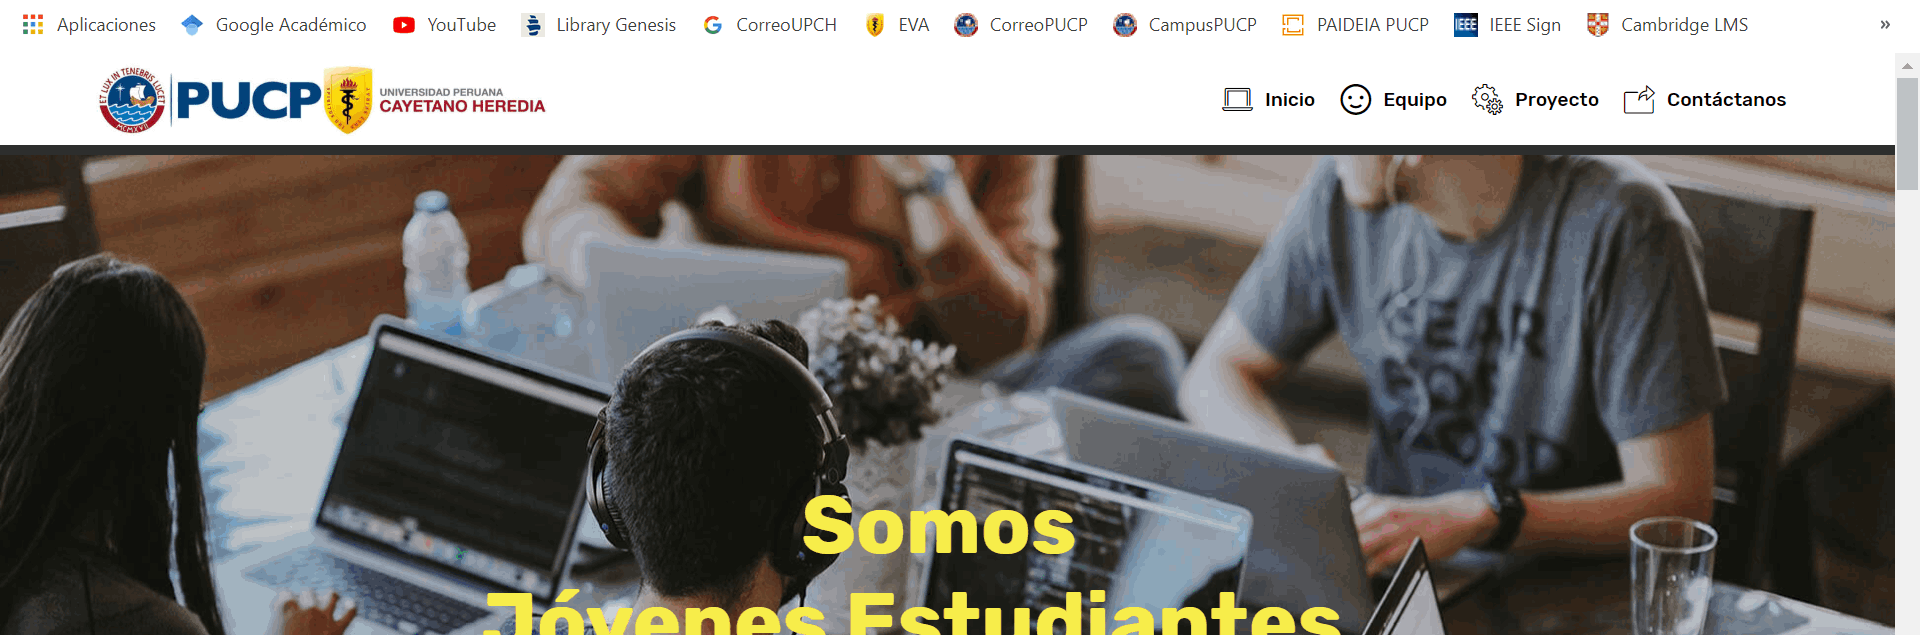 Aplicaciones Google Académico YouTube Library Genesis CorreoUPCH EVA CorreoPUCP CampusPUCP PAIDEIA PUCP IEEE IEEE Sign Cambridge LMS »
ET LUX IN TENEBRIS LUCET
MCMXVII
PUCP
UNIVERSIDAD PERUANA
CAYETANO HEREDIA
Inicio Equipo Proyecto Contáctanos
Somos
Jóvenes Estudiantes